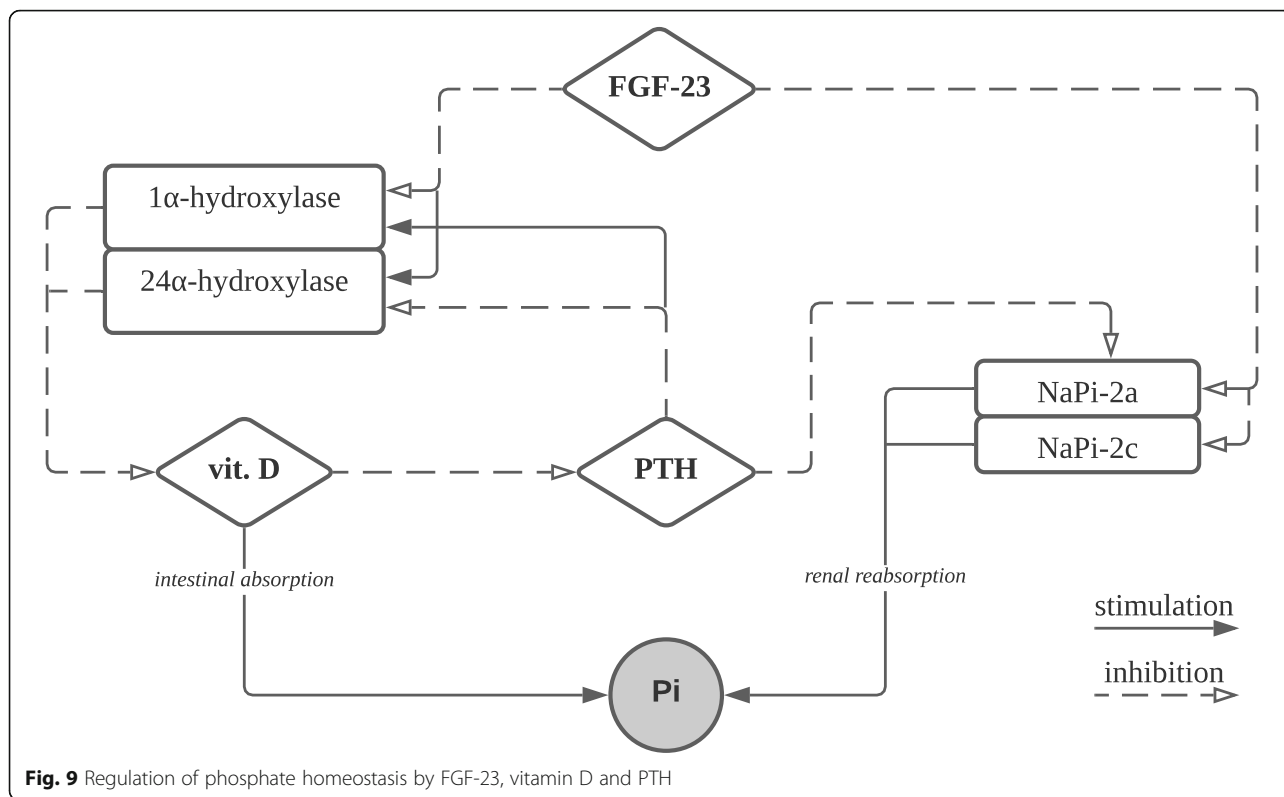 FGF-23
1α-hydroxylase
24α-hydroxylase
NaPi-2a
NaPi-2c
vit. D
PTH
intestinal absorption
renal reabsorption
stimulation
inhibition
Pi
Fig. 9 Regulation of phosphate homeostasis by FGF-23, vitamin D and PTH